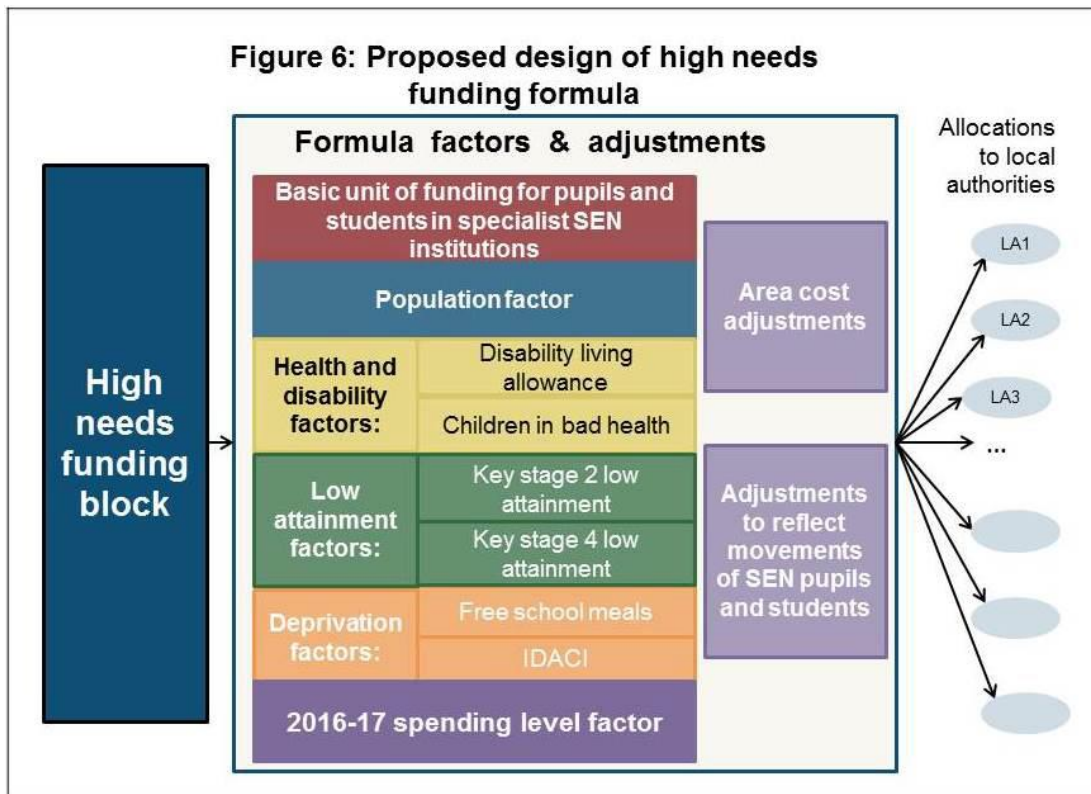 Figure 6: Proposed design of high needs
funding formula
Formula factors & adjustments
High
needs
funding
block
Basic unit of funding for pupils and
students in specialist SEN
institutions
Population factor
Health and
disability
factors:
Disability living
allowance
Children in bad health
Low
attainment
factors:
Key stage 2 low
attainment
Key stage 4 low
attainment
Deprivation
factors:
Free school meals
IDACI
2016-17 spending level factor
Area cost
adjustments
Adjustments
to reflect
movements
of SEN pupils
and students
Allocations
to local
authorities
LA1
LA2
LA3
...